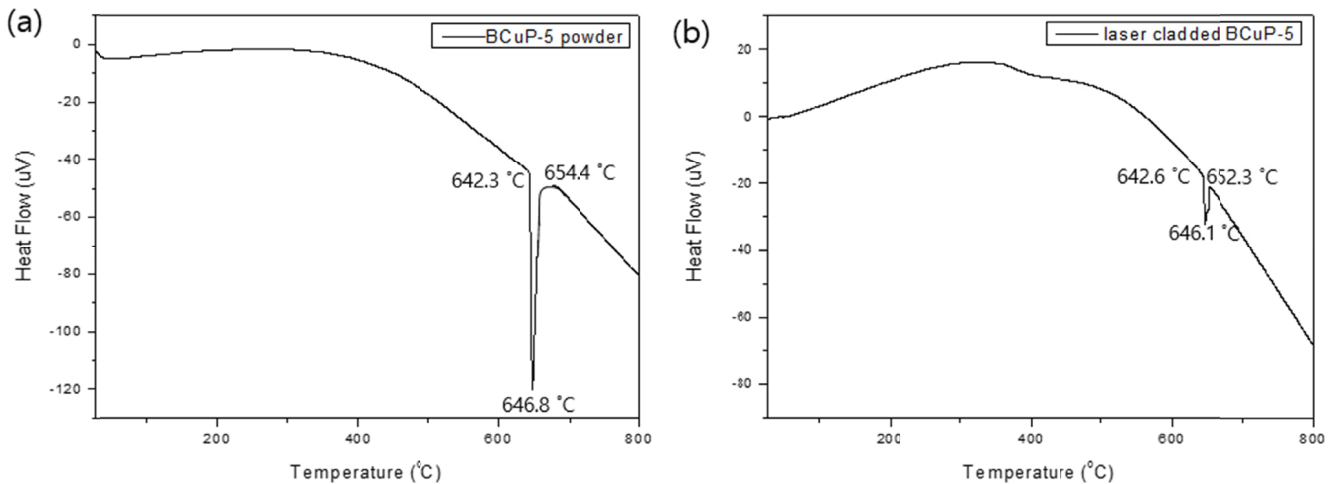 (a)
BCuP-5 powder
0
-20
-40
-60
-80
-100
-120
Heat Flow (uV)
642.3 ˚C
654.4 ˚C
646.8 ˚C
200
400
600
800
Temperature (⁰C)
(b)
laser cladded BCuP-5
20
0
-20
-40
-60
-80
Heat Flow (uV)
642.6 ˚C
652.3 ˚C
646.1 ˚C
200
400
600
800
Temperature (⁰C)